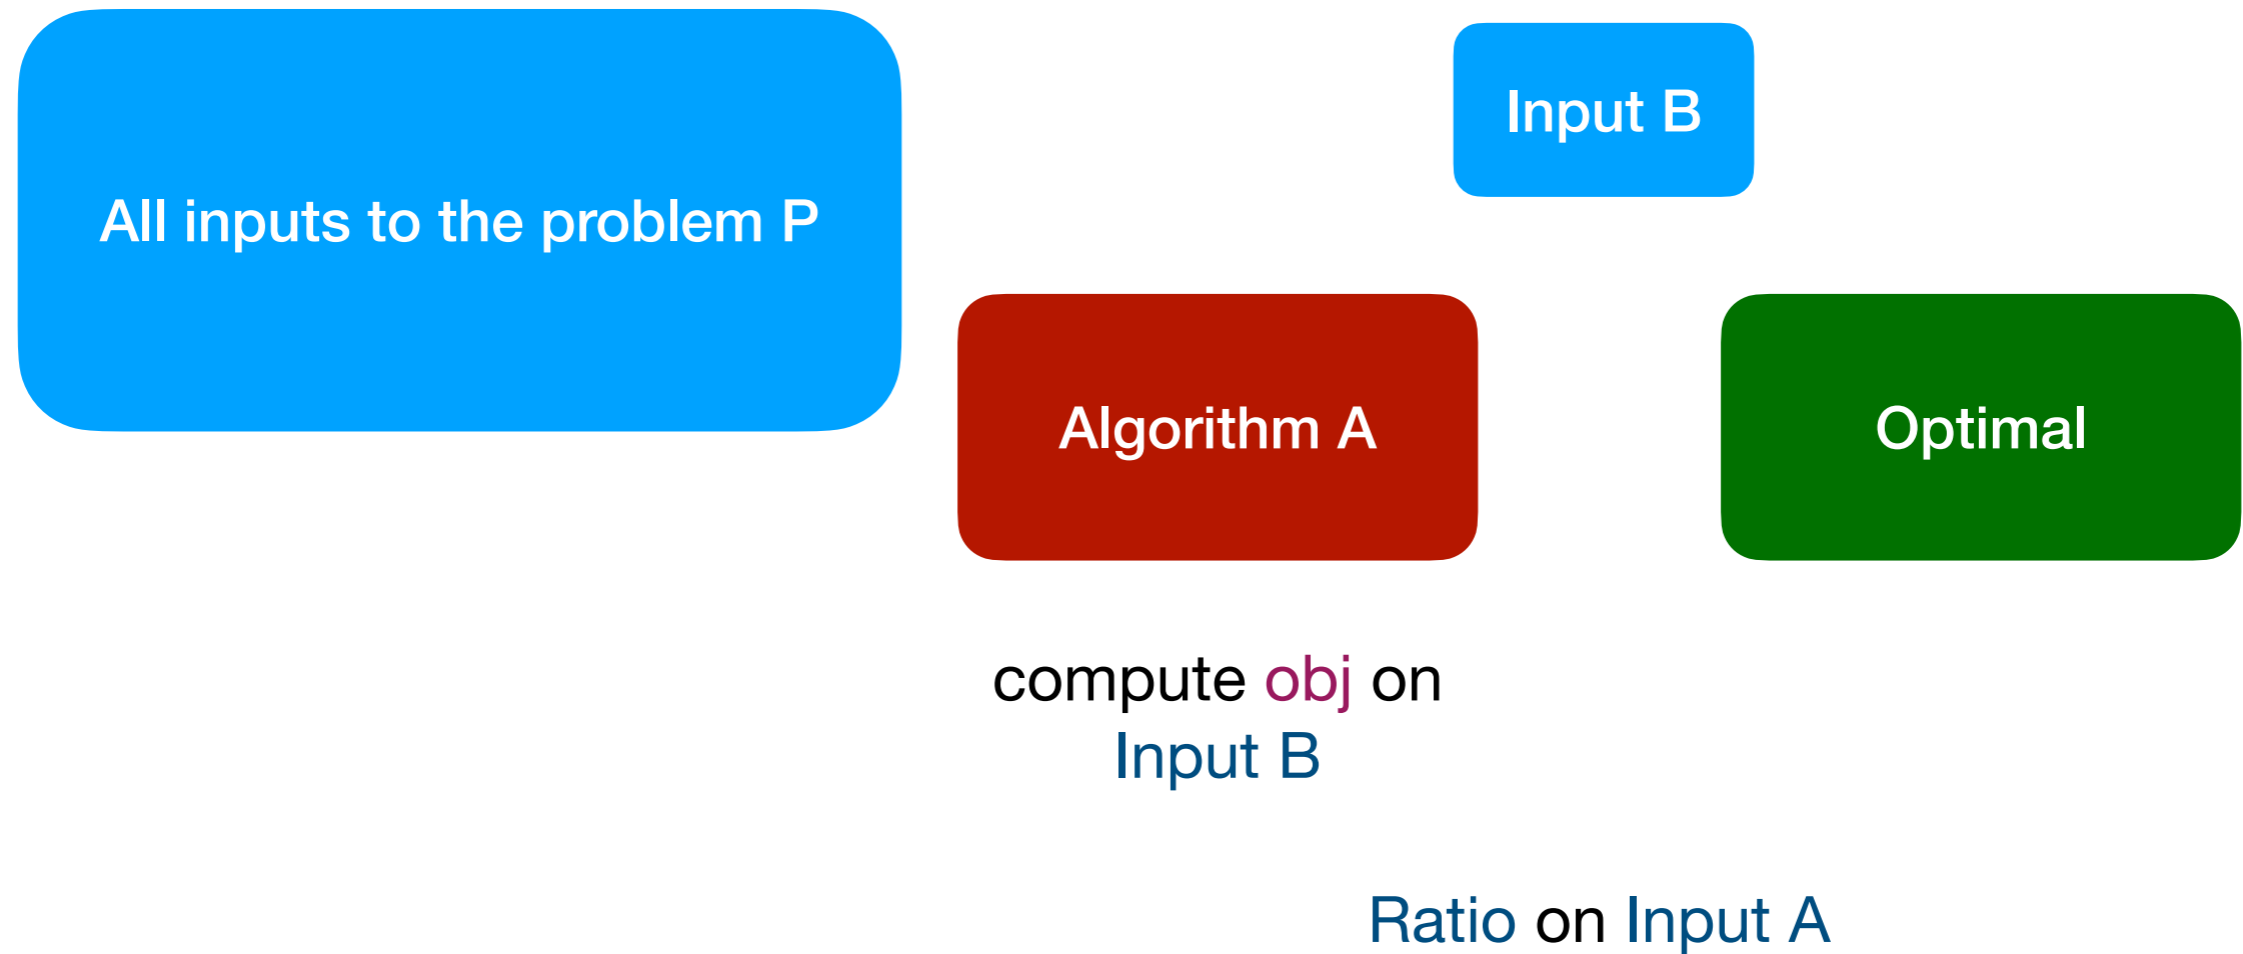 All inputs to the problem P
Input B
Algorithm A
Optimal
compute obj on
Input B
Ratio on Input A